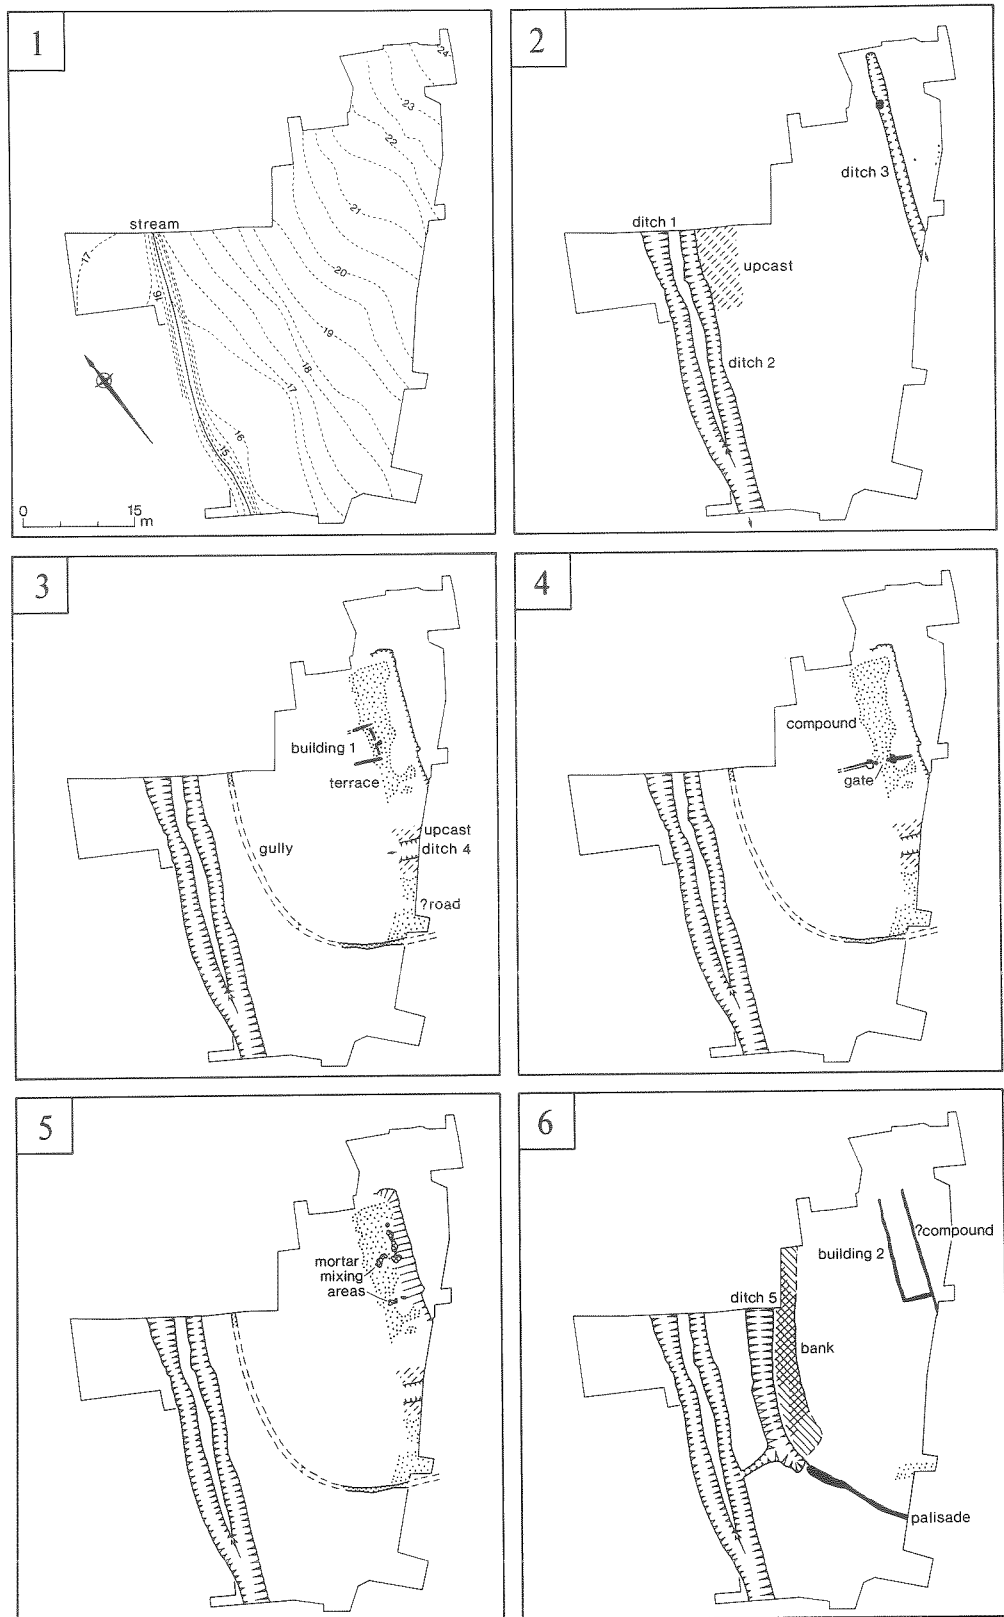 1
24
23
22
21
20
19
18
17
16
15
stream
17
16
0 15
m
2
ditch 3
ditch 1
upcast
ditch 2
3
building 1
terrace
upcast
ditch 4
gully
?road
4
compound
gate
5
mortar
mixing
areas
6
?compound
building 2
ditch 5
bank
palisade